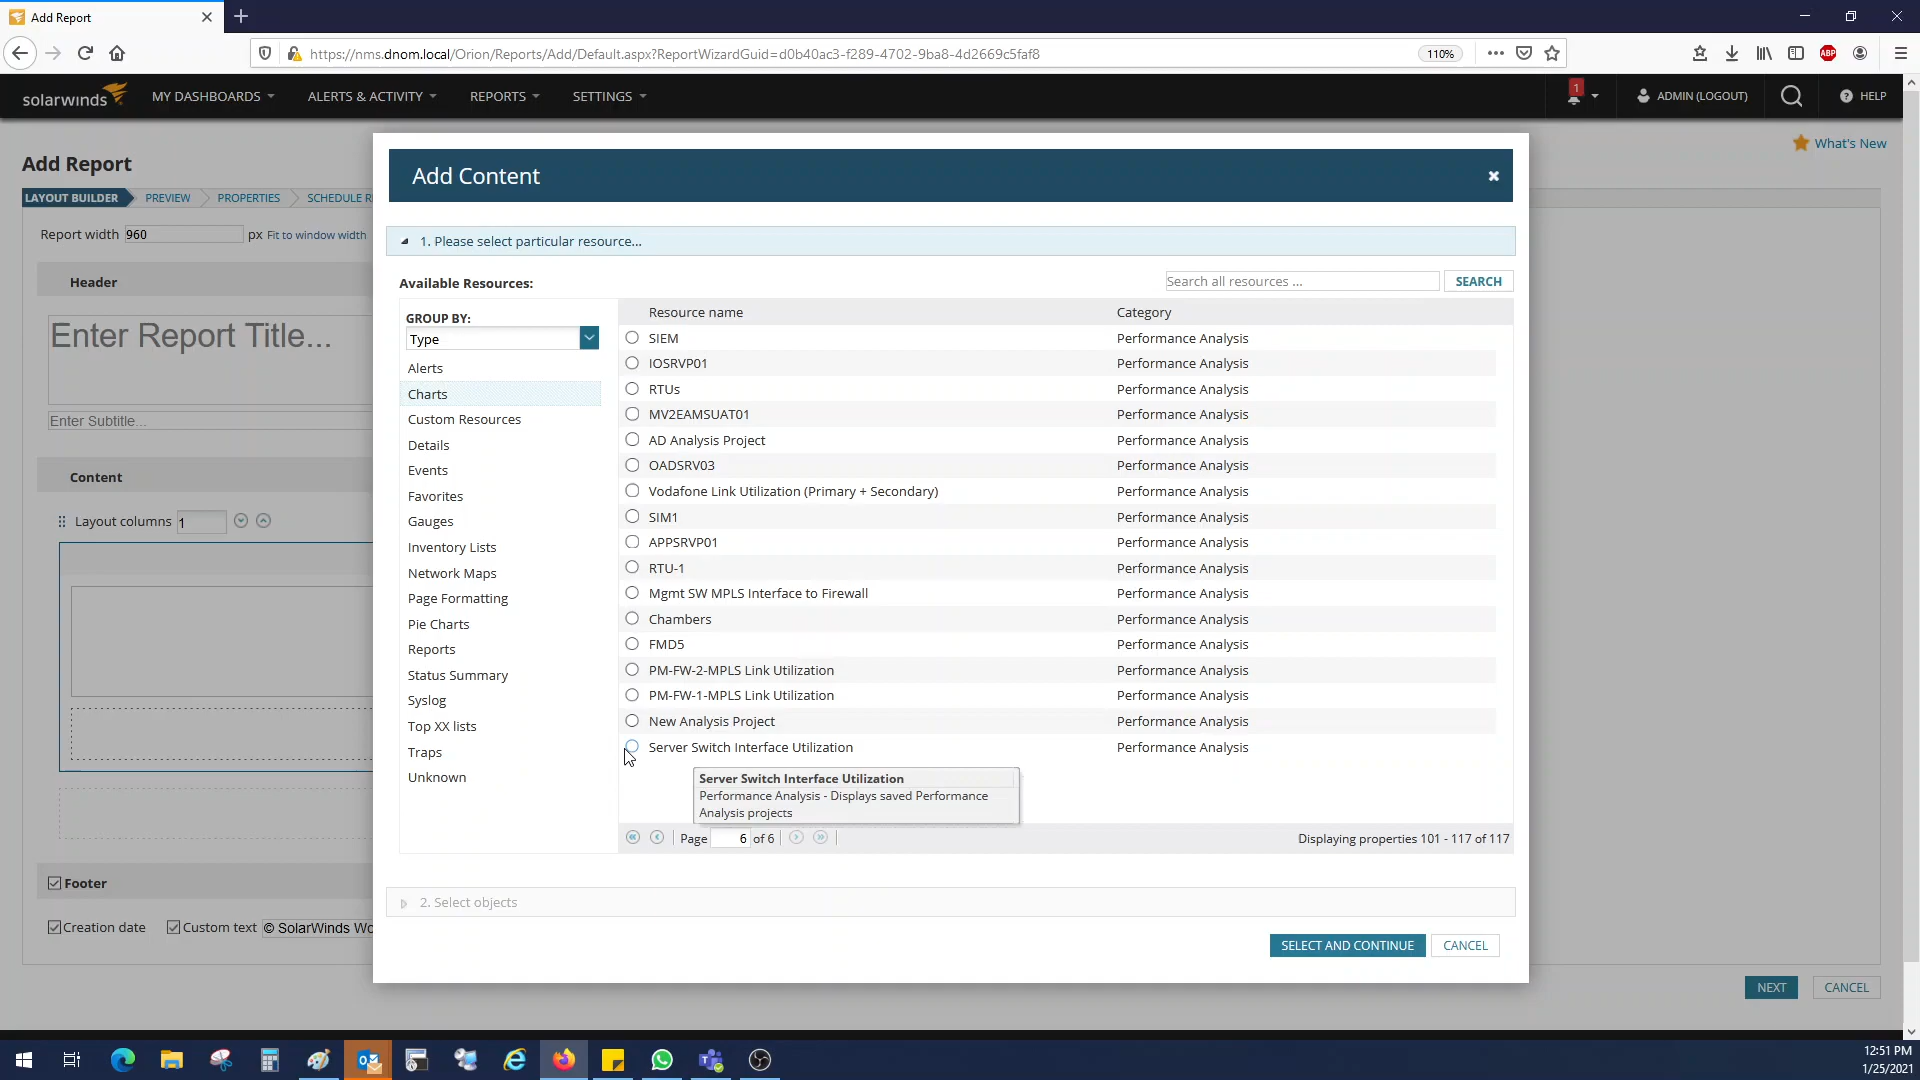 Add Report
https://nms.dnom.local/Orion/Reports/Add/Default.aspx?ReportWizardGuid=d0b40ac3-f289-4702-9ba8-4d2669c5faf8
110%
ABP
solarwinds
MY DASHBOARDS
ALERTS & ACTIVITY
REPORTS
SETTINGS
1
ADMIN (LOGOUT)
HELP
What's New
Add Report
LAYOUT BUILDER
PREVIEW
PROPERTIES
SCHEDULE R
Report width 960 px Fit to window width
Header
Enter Report Title...
Enter Subtitle...
Content
Layout columns 1
Footer
Creation date
Custom text © SolarWinds Wo
NEXT
CANCEL
Add Content
1. Please select particular resource...
Available Resources:
Search all resources ...
SEARCH
GROUP BY:
Type
Alerts
Charts
Custom Resources
Details
Events
Favorites
Gauges
Inventory Lists
Network Maps
Page Formatting
Pie Charts
Reports
Status Summary
Syslog
Top XX lists
Traps
Unknown
Resource name Category
SIEM Performance Analysis
IOSRVP01 Performance Analysis
RTUs Performance Analysis
MV2EAMSUAT01 Performance Analysis
AD Analysis Project Performance Analysis
OADSRV03 Performance Analysis
Vodafone Link Utilization (Primary + Secondary) Performance Analysis
SIM1 Performance Analysis
APPSRVP01 Performance Analysis
RTU-1 Performance Analysis
Mgmt SW MPLS Interface to Firewall Performance Analysis
Chambers Performance Analysis
FMD5 Performance Analysis
PM-FW-2-MPLS Link Utilization Performance Analysis
PM-FW-1-MPLS Link Utilization Performance Analysis
New Analysis Project Performance Analysis
Server Switch Interface Utilization Performance Analysis
Server Switch Interface Utilization
Performance Analysis - Displays saved Performance
Analysis projects
Page 6 of 6
Displaying properties 101 - 117 of 117
2. Select objects
SELECT AND CONTINUE
CANCEL
12:51 PM
1/25/2021